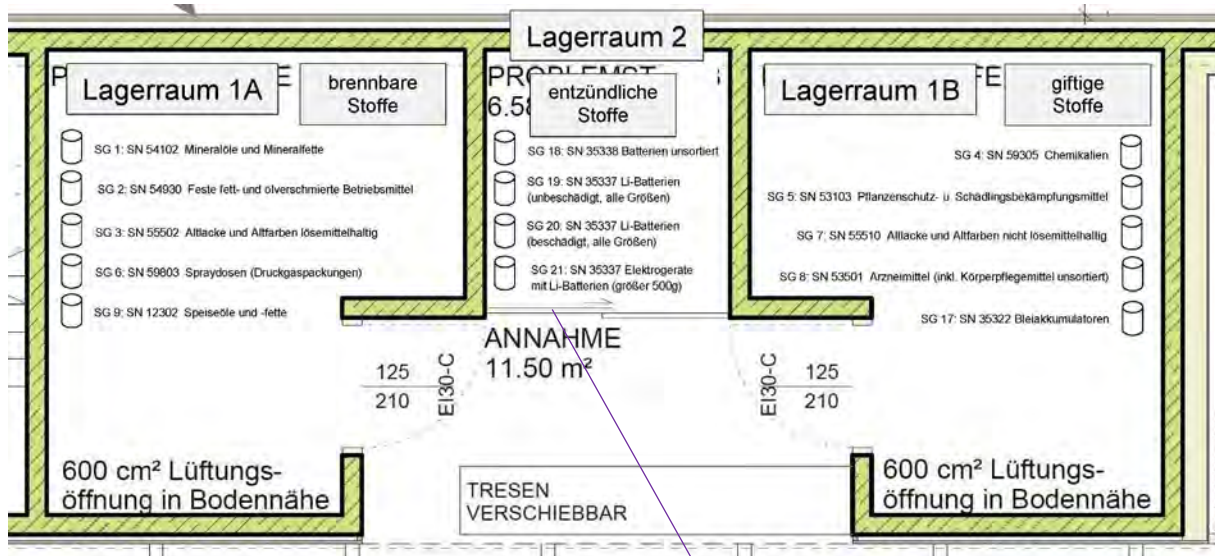 Lagerraum 1A
brennbare
Stoffe
SG 1: SN 54102 Mineralöle und Mineralfette
SG 2: SN 54930 Feste fett- und ölverschmierte Betriebsmittel
SG 3: SN 55502 Altlacke und Altfarben lösemittelhaltig
SG 6: SN 59803 Spraydosen (Druckgaspackungen)
SG 9: SN 12302 Speiseöle und -fette
600 cm² Lüftungs-
öffnung in Bodennähe
Lagerraum 2
entzündliche
Stoffe
SG 18: SN 35338 Batterien unsortiert
SG 19: SN 35337 Li-Batterien
(unbeschädigt, alle Größen)
SG 20: SN 35337 Li-Batterien
(beschädigt, alle Größen)
SG 21: SN 35337 Elektrogeräte
mit Li-Batterien (größer 500g)
ANNAHME
11.50 m²
125
210
EI30-C
EI30-C
125
210
TRESEN
VERSCHIEBBAR
Lagerraum 1B
giftige
Stoffe
SG 4: SN 59305 Chemikalien
SG 5: SN 53103 Pflanzenschutz- u. Schädlingsbekämpfungsmittel
SG 7: SN 55510 Altlacke und Altfarben nicht lösemittelhaltig
SG 8: SN 53501 Arzneimittel (inkl. Körperpflegemittel unsortiert)
SG 17: SN 35322 Bleiakkumulatoren
600 cm² Lüftungs-
öffnung in Bodennähe